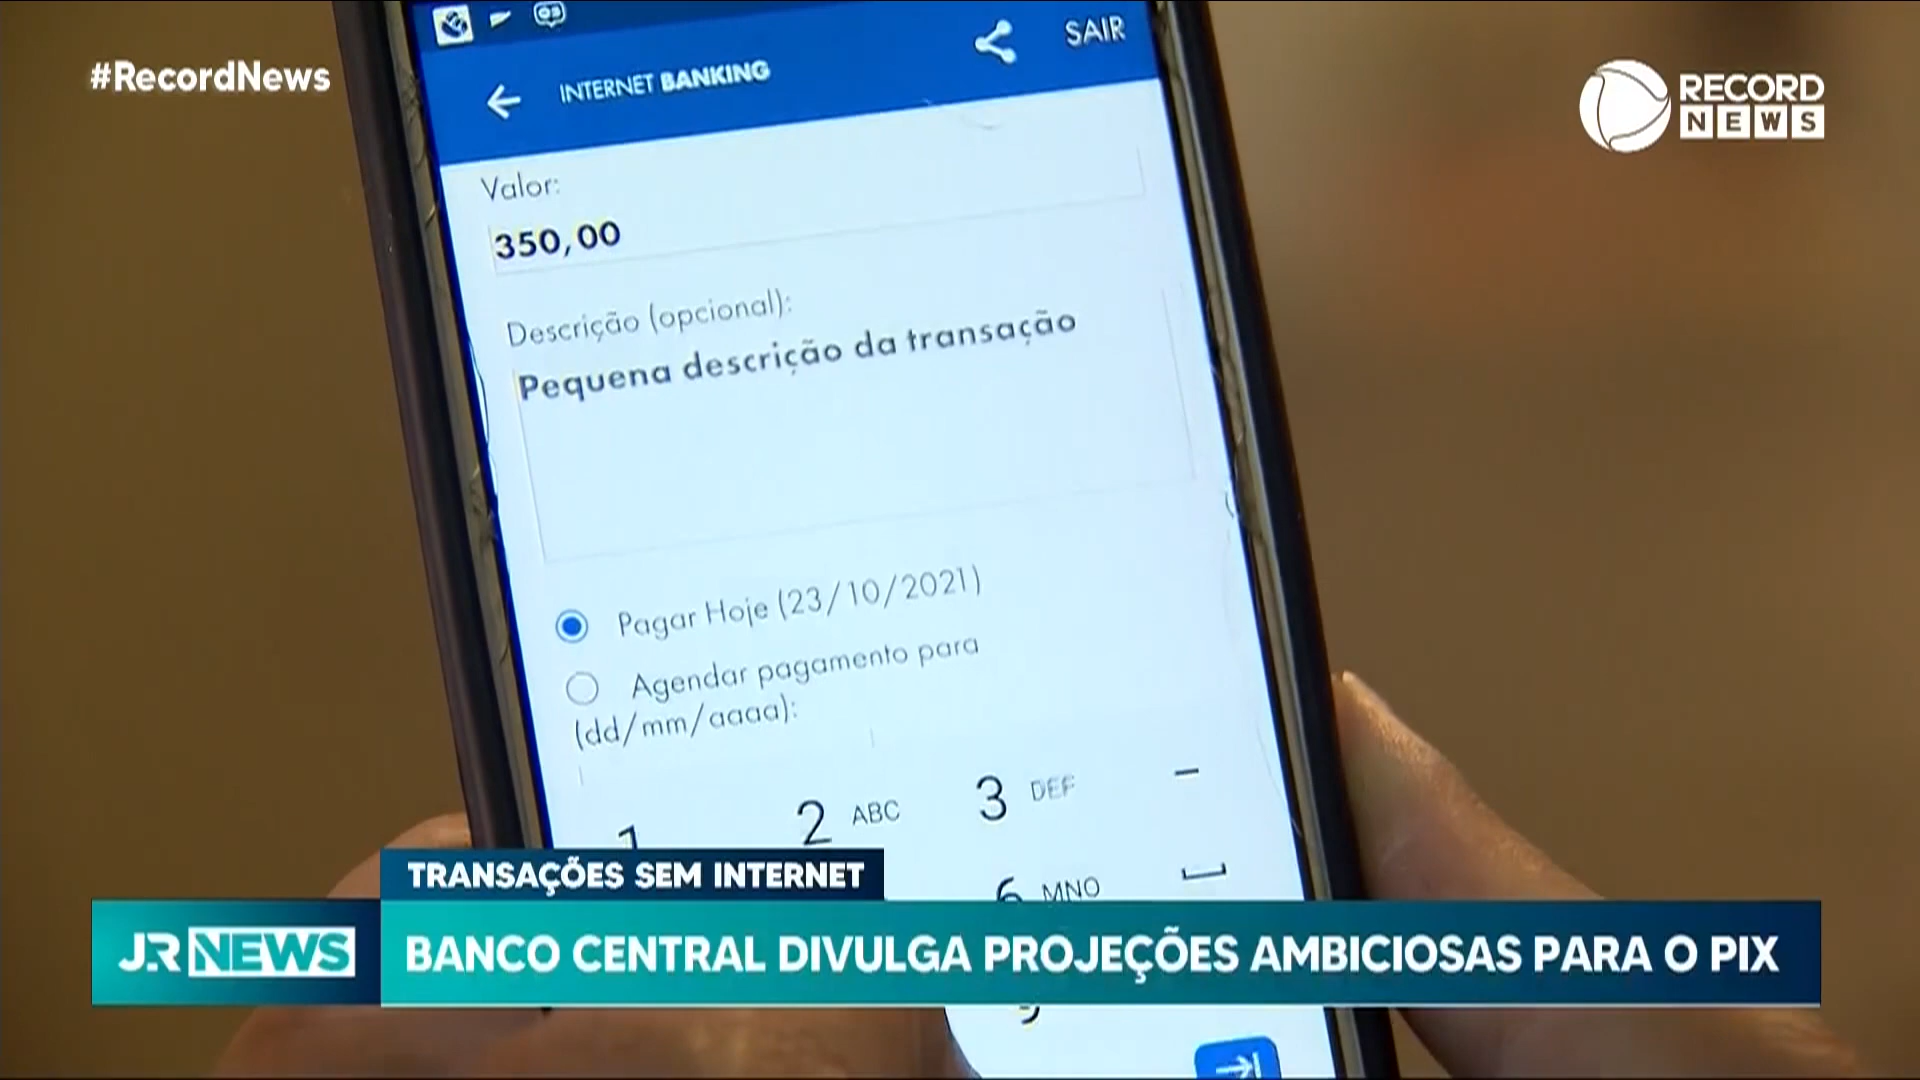 #RecordNews
RECORD
NEWS
INTERNET BANKING
SAIR
Valor:
350,00
Descrição (opcional):
Pequena descrição da transação
Pagar Hoje (23/10/2021)
Agendar pagamento para
(dd/mm/aaaa):
1
2 ABC
3 DEF
6 MNO
TRANSAÇÕES SEM INTERNET
JR NEWS
BANCO CENTRAL DIVULGA PROJEÇÕES AMBICIOSAS PARA O PIX